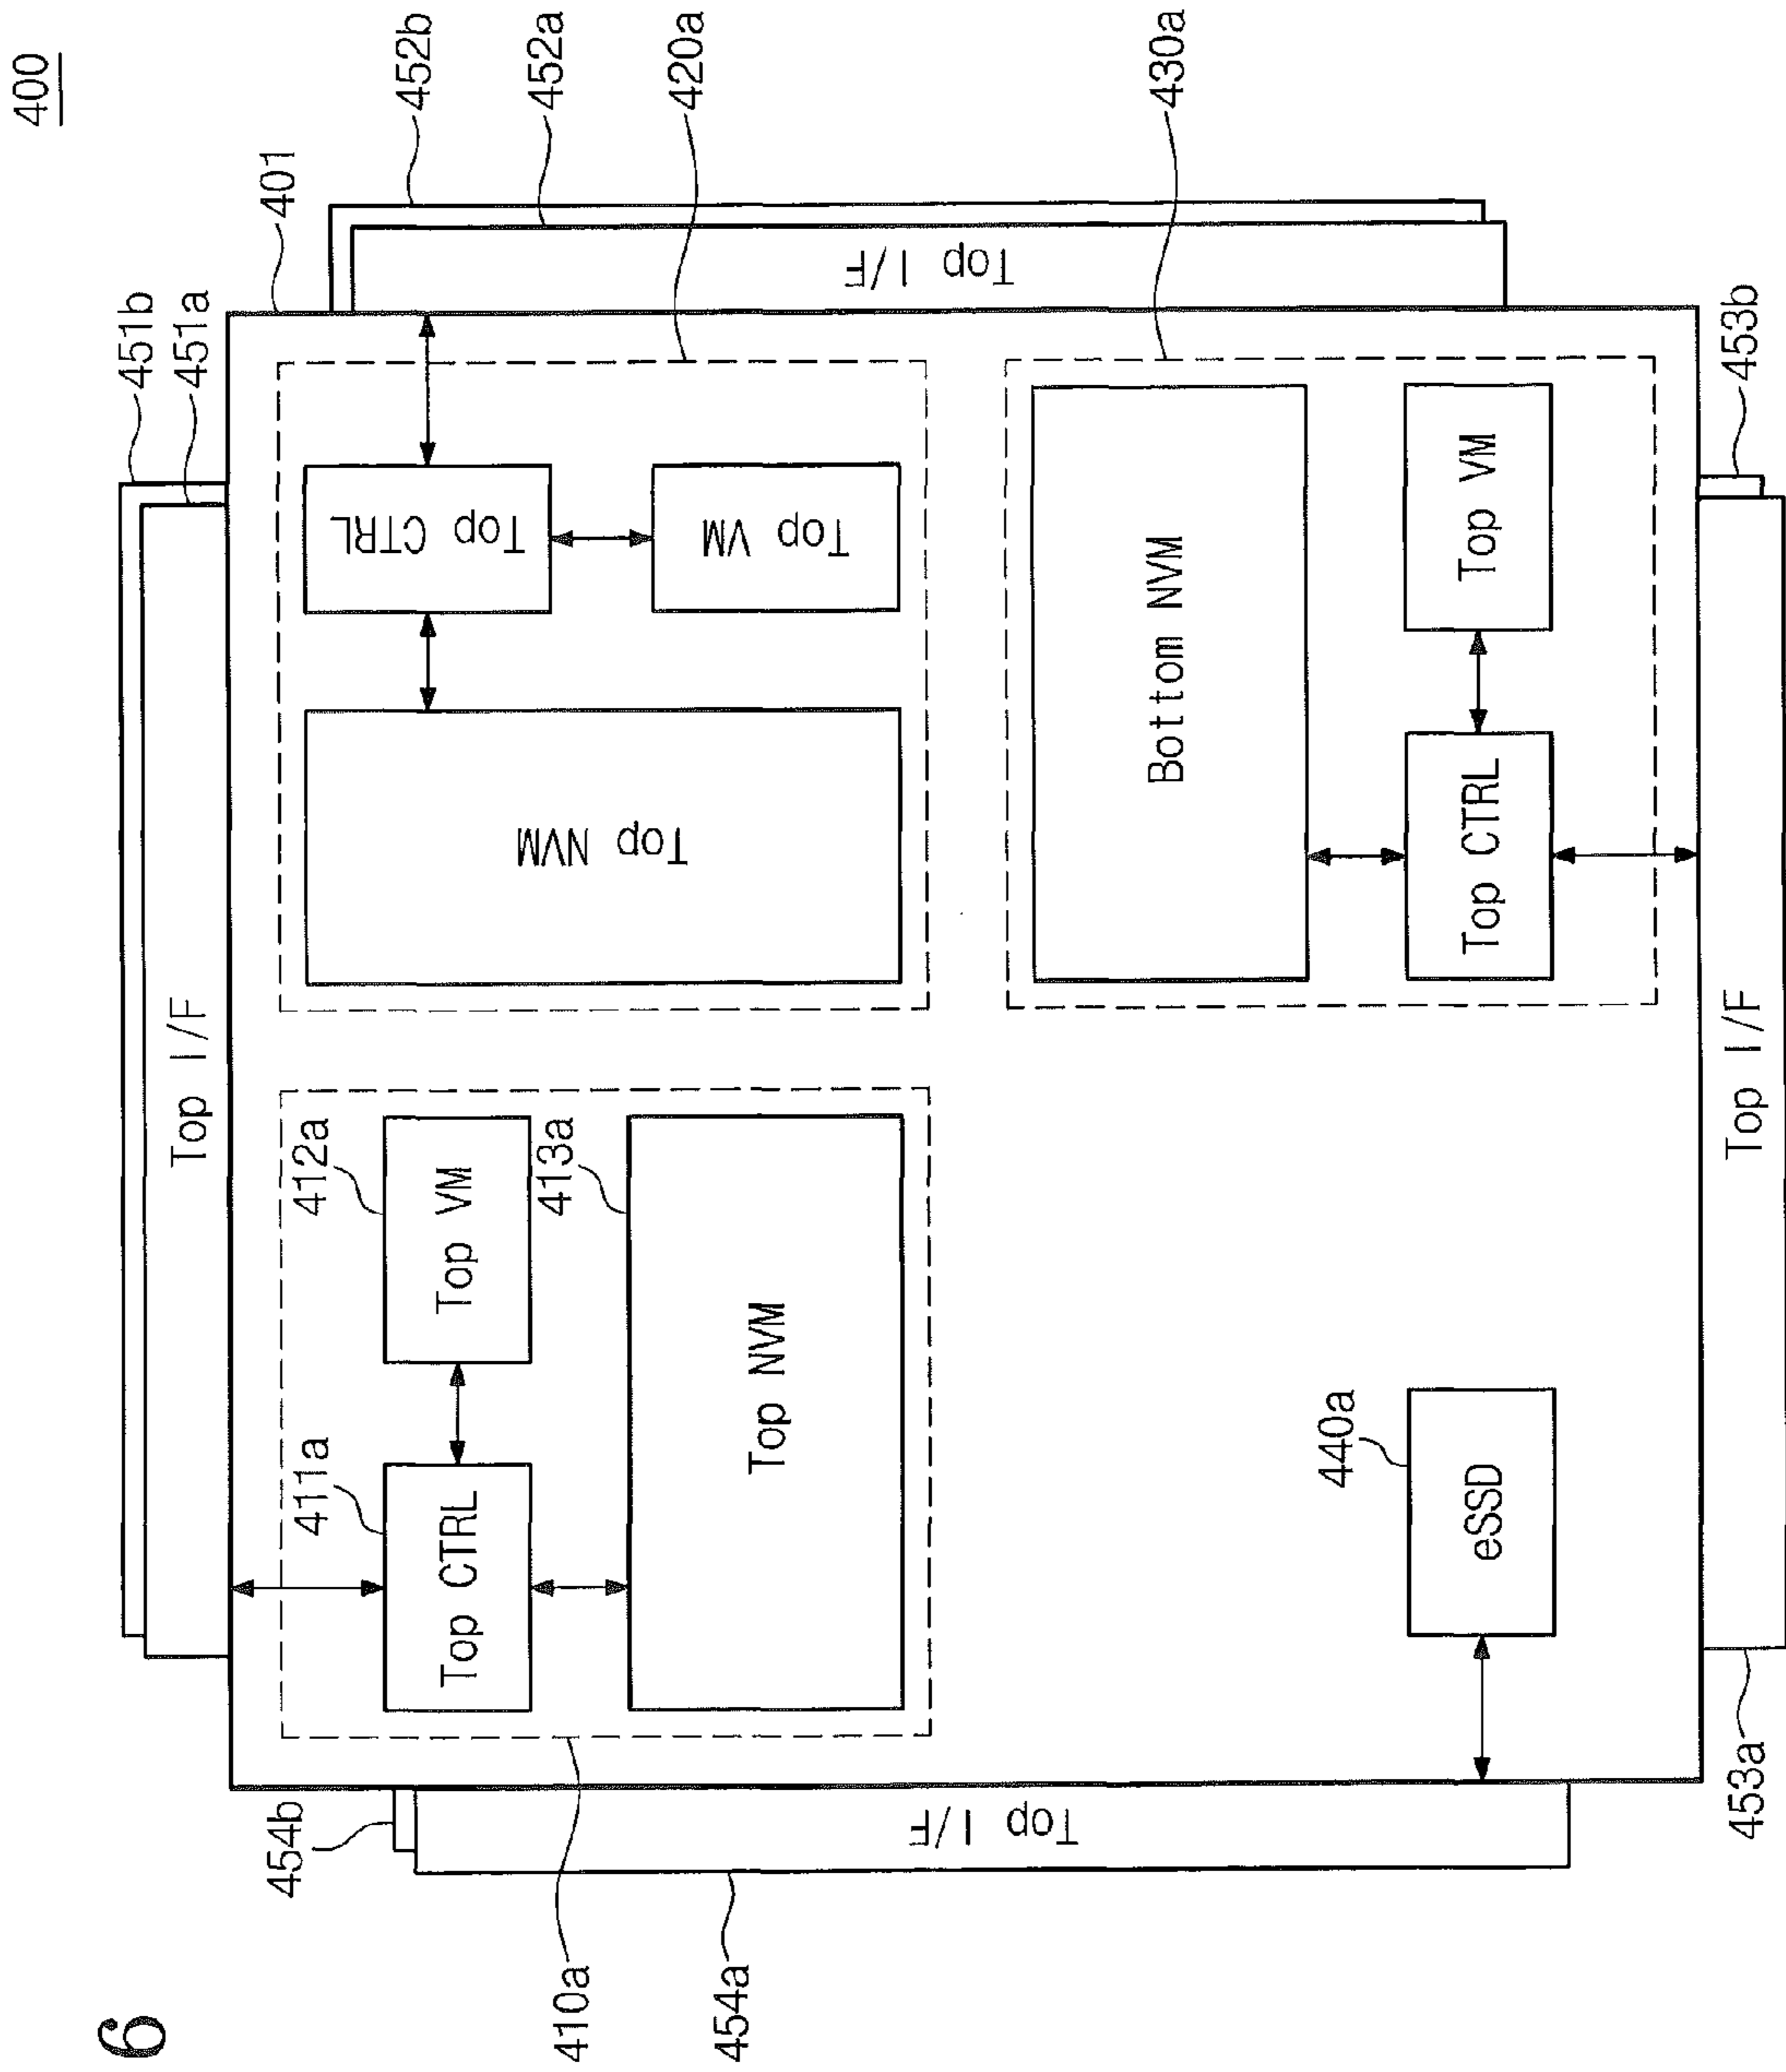 6
400
454b
454a
410a
Top I/F
451b
451a
Top I/F
401
452b
452a
Top I/F
420a
430a
411a
Top CTRL
412a
Top VM
413a
Top NVM
Top CTRL
Top VM
Top NVM
Bottom NVM
Top CTRL
Top VM
440a
eSSD
453a
Top I/F
453b